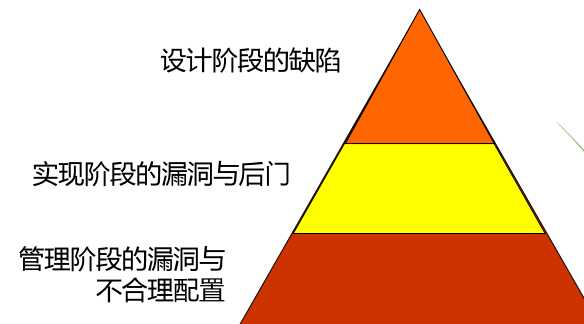 设计阶段的缺陷
实现阶段的漏洞与后门
管理阶段的漏洞与
不合理配置